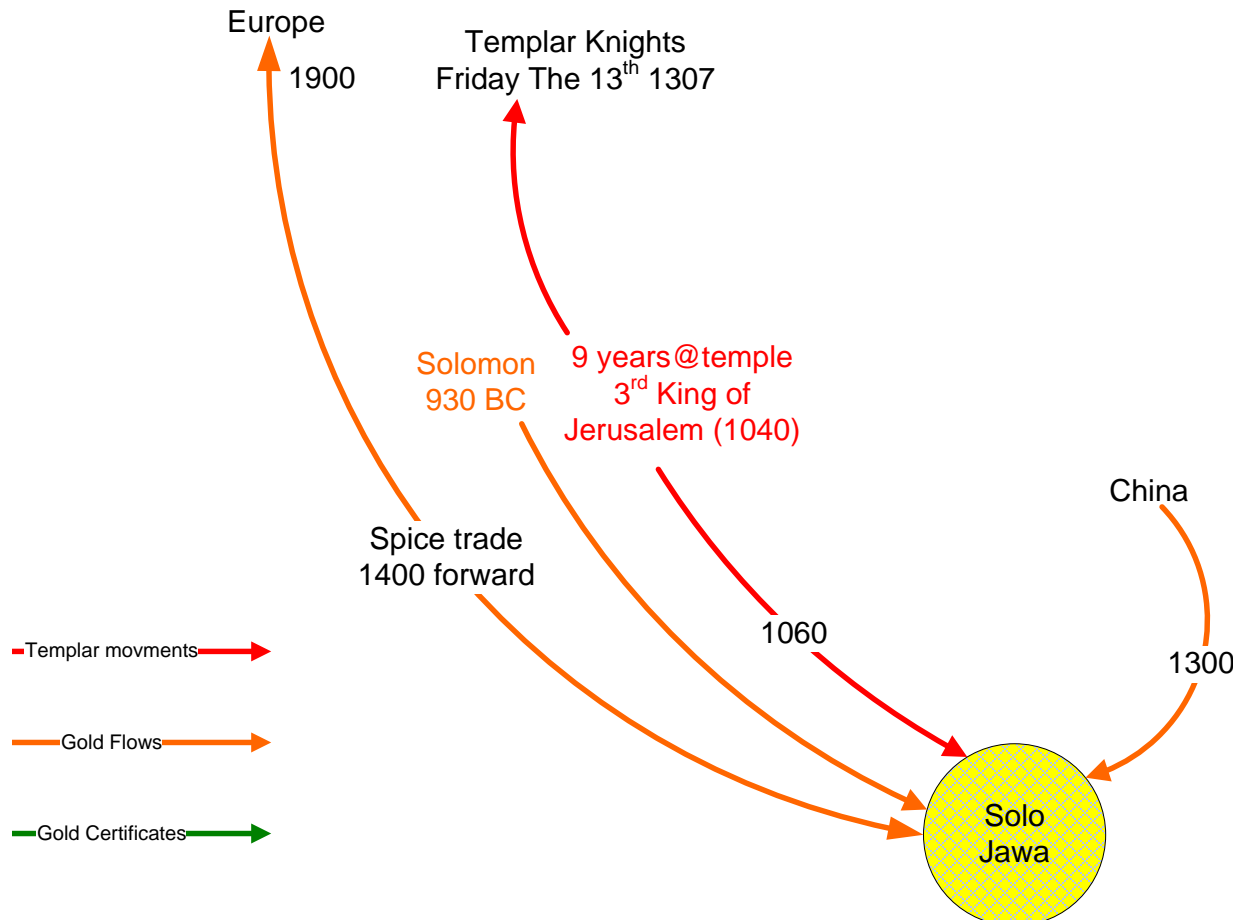 Europe
1900
Templar Knights
Friday The 13th 1307
Solomon
930 BC
9 years@temple
3rd King of
Jerusalem (1040)
China
Spice trade
1400 forward
1060
1300
Templar movments
Gold Flows
Gold Certificates
Solo
Jawa